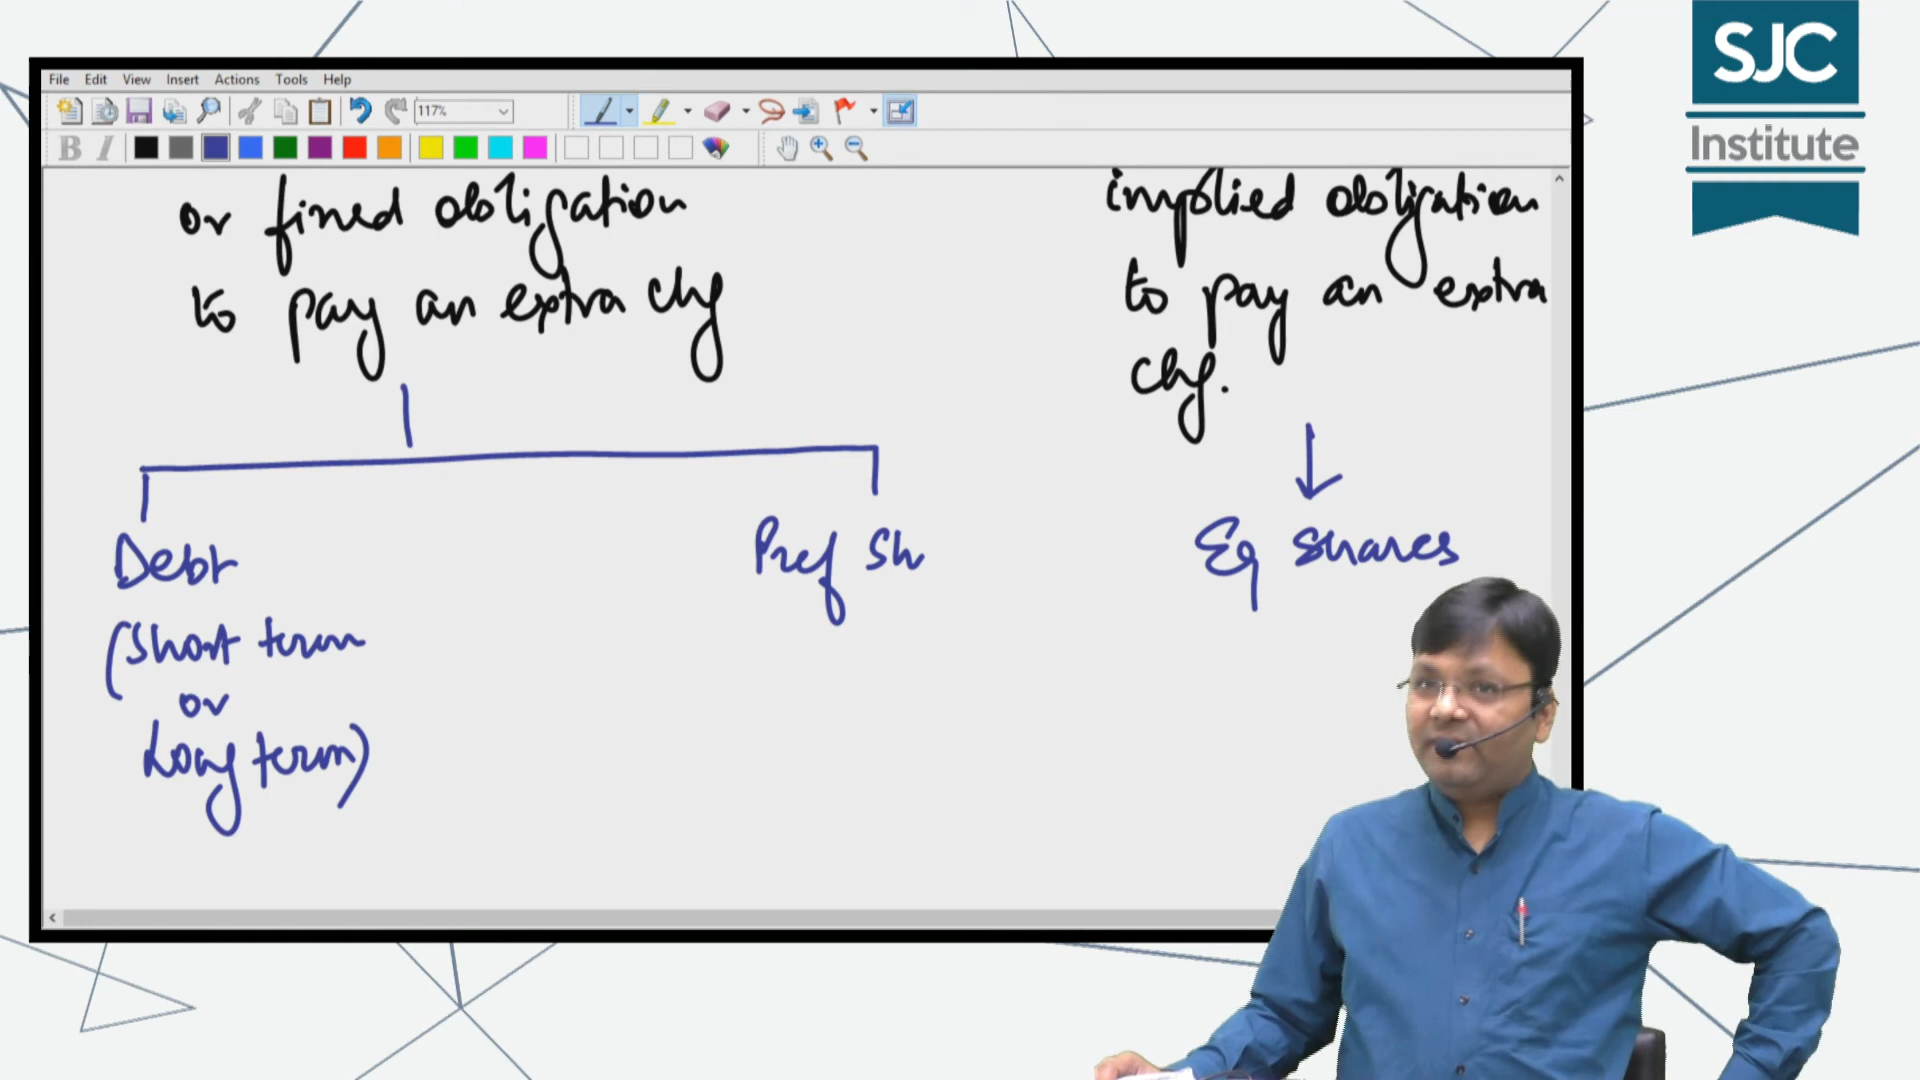 SJC
Institute
File Edit View Insert Actions Tools Help
117%
B I
or fixed obligation
to pay an extra chg
implied obligation
to pay an extra
chg.
Debt
(Short term
or
Long term)
Pref Sh
Eq shares